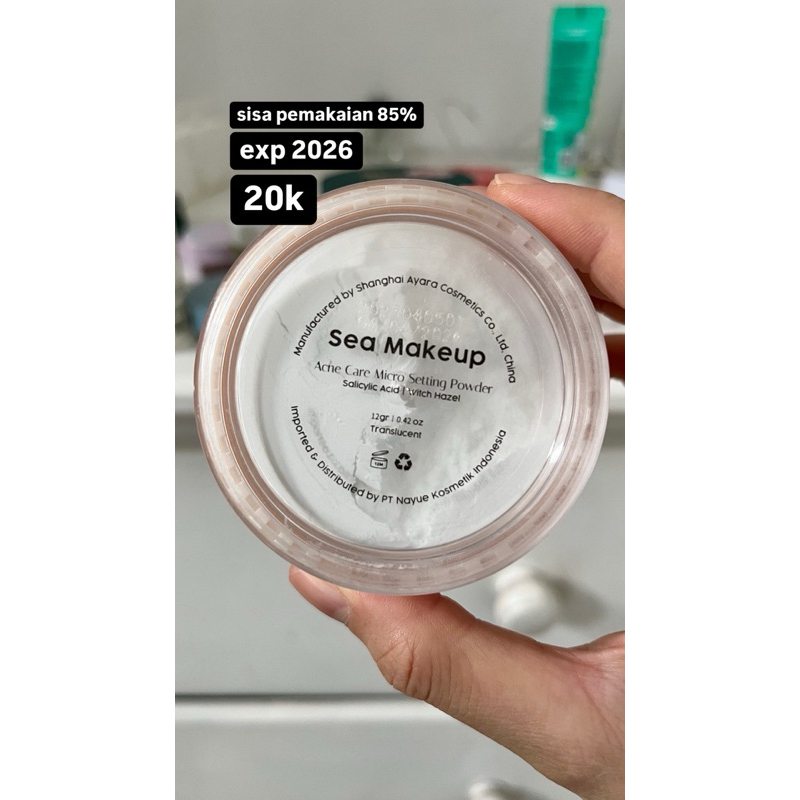 sisa pemakaian 85%
exp 2026
20k
Manufactured by Shanghai Ayara Cosmetics Co., Ltd. China
Sea Makeup
Acne Care Micro Setting Powder
Salicylic Acid | Witch Hazel
12gr | 0.42 oz
Translucent
12M
Imported & Distributed by PT Nayue Kosmetik Indonesia